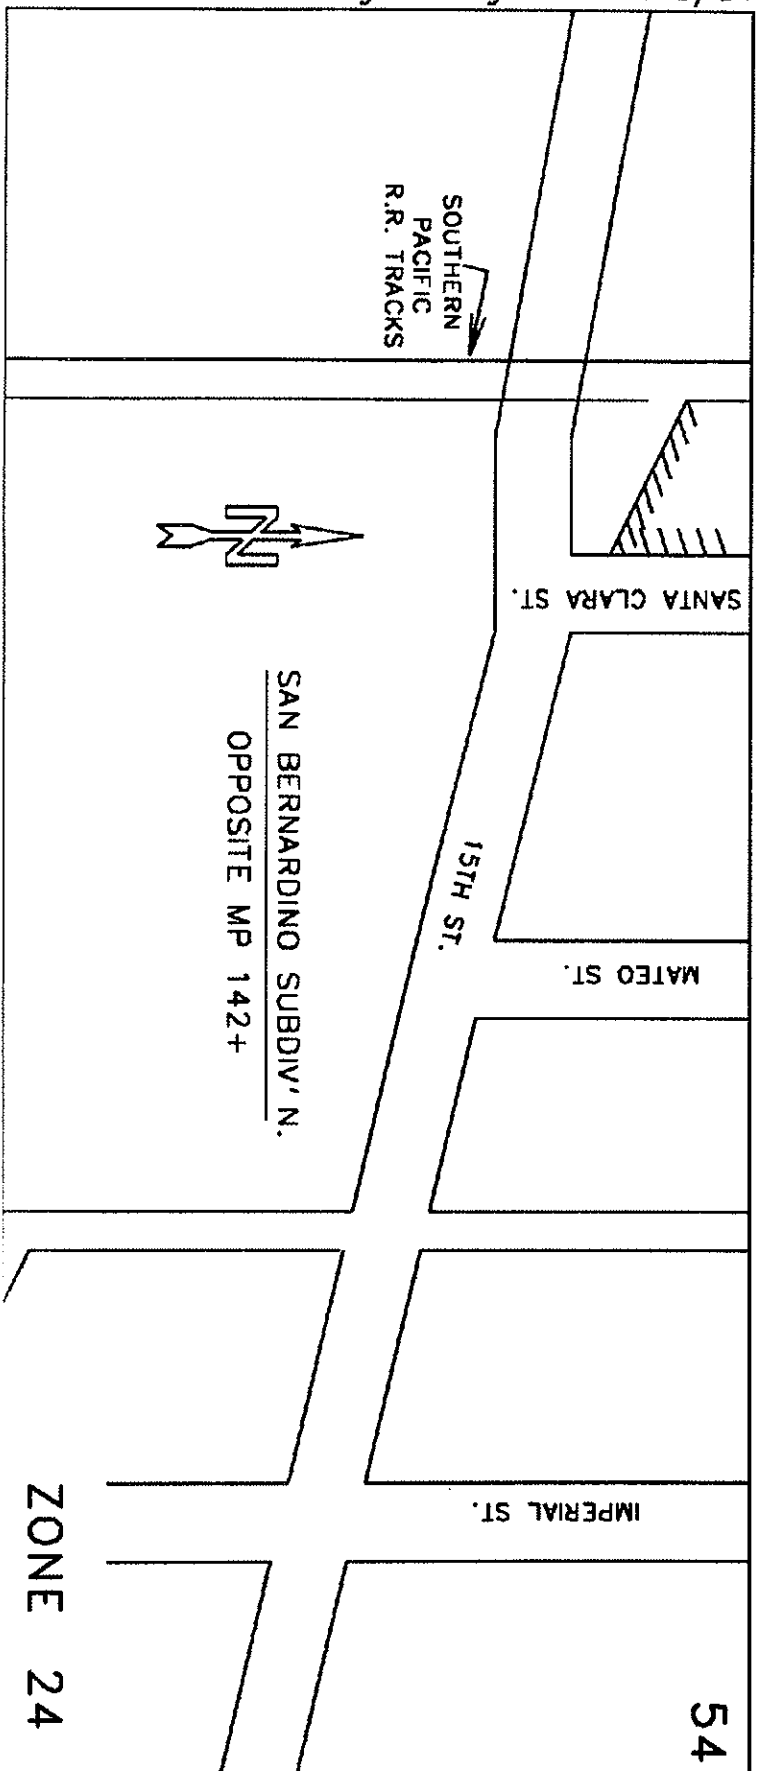 54
SANTA CLARA ST.
MATEO ST.
IMPERIAL ST.
SOUTHERN
PACIFIC
R.R. TRACKS
15TH ST.
N
SAN BERNARDINO SUBDIV'N.
OPPOSITE MP 142+
ZONE 24